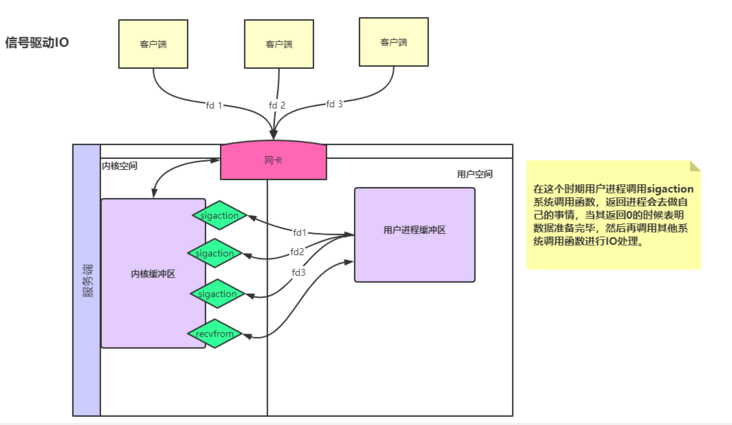 信号驱动IO
客户端
客户端
客户端
fd 1
fd 2
fd 3
网卡
内核空间
用户空间
服务端
sigaction
sigaction
sigaction
recvfrom
内核缓冲区
fd1
fd2
fd3
用户进程缓冲区
在这个时期用户进程调用sigaction
系统调用函数，返回进程会去做自
己的事情，当其返回0的时候表明
数据准备完毕，然后再调用其他系
统调用函数进行IO处理。